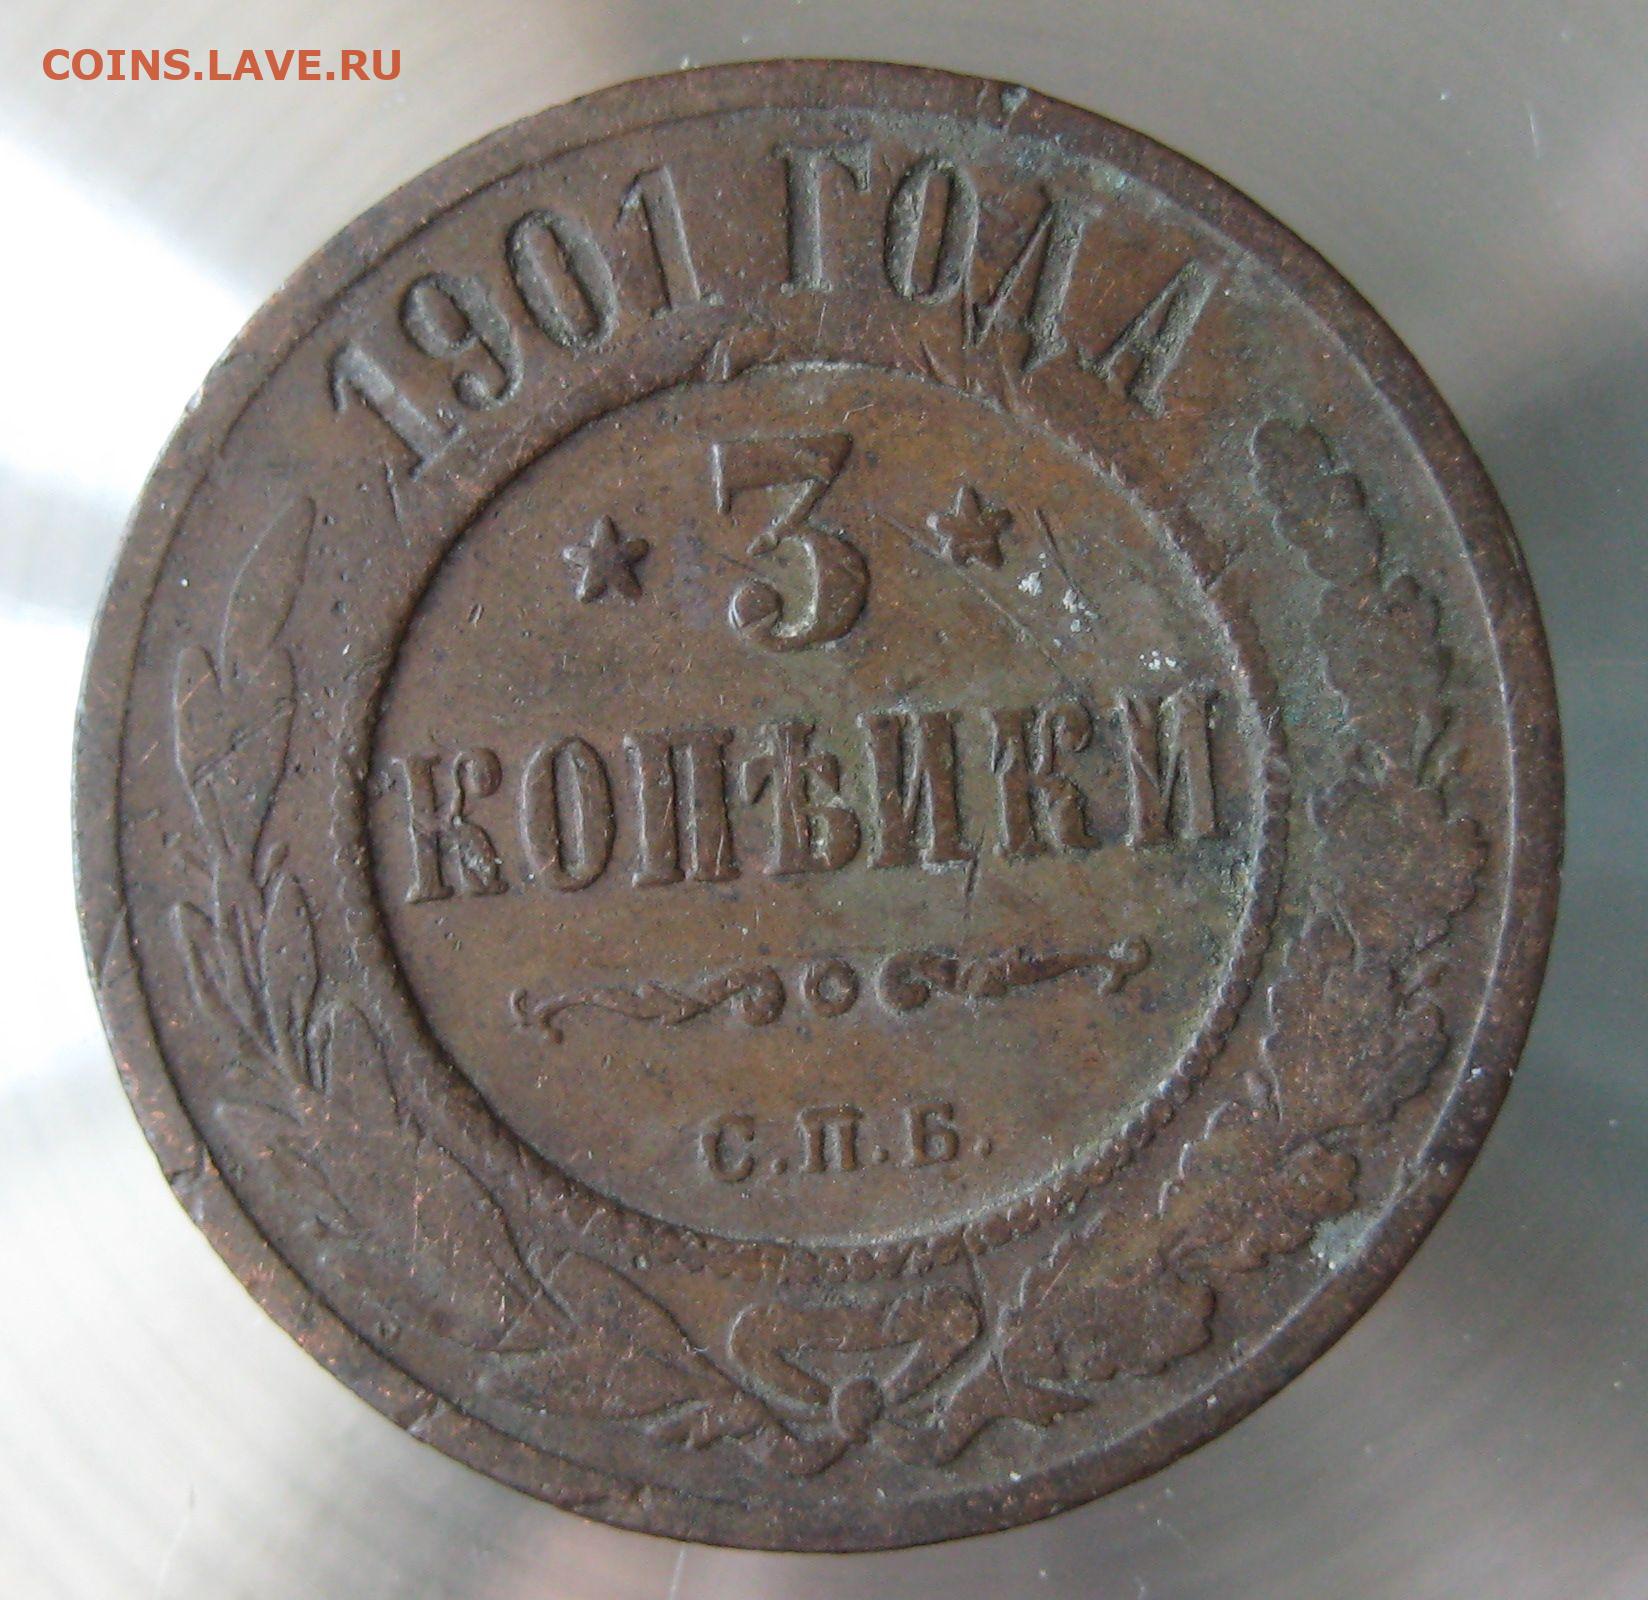 COINS.LAVE.RU
1901 ГОДА
3
КОПѢЙКИ
С.П.Б.